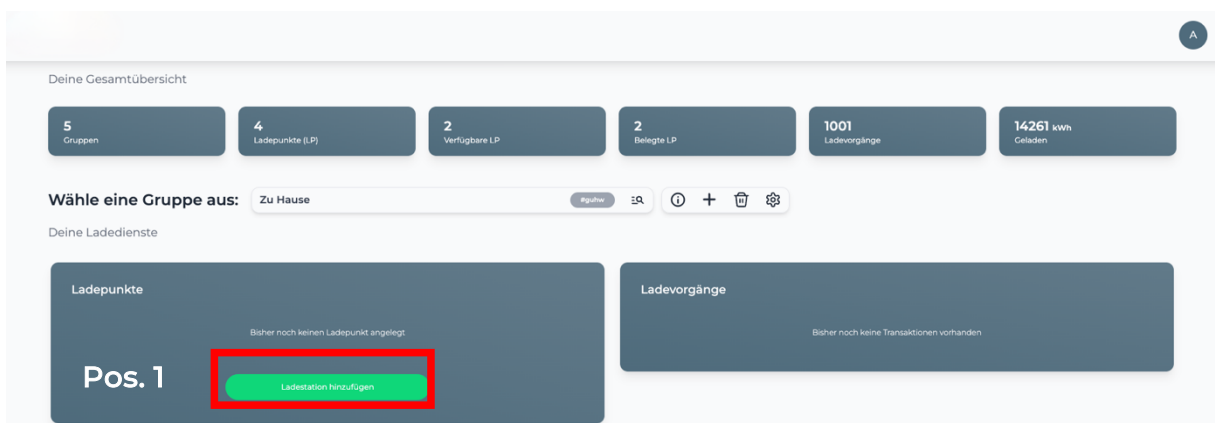 A
Deine Gesamtübersicht
5
Gruppen
4
Ladepunkte (LP)
2
Verfügbare LP
2
Belegte LP
1001
Ladevorgänge
14261 kWh
Geladen
Wähle eine Gruppe aus: Zu Hause #guhw
Deine Ladedienste
Ladepunkte
Bisher noch keinen Ladepunkt angelegt
Pos. 1
Ladestation hinzufügen
Ladevorgänge
Bisher noch keine Transaktionen vorhanden